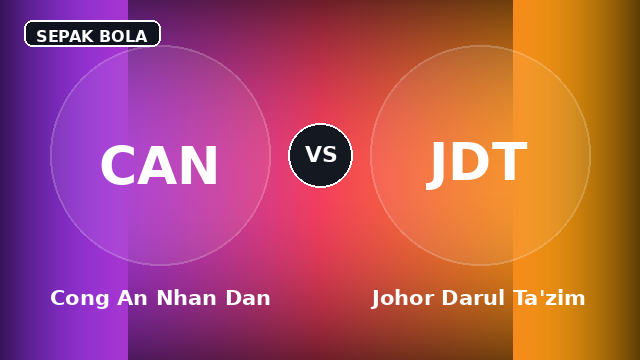 SEPAK BOLA
CAN
VS
JDT
Cong An Nhan Dan
Johor Darul Ta'zim